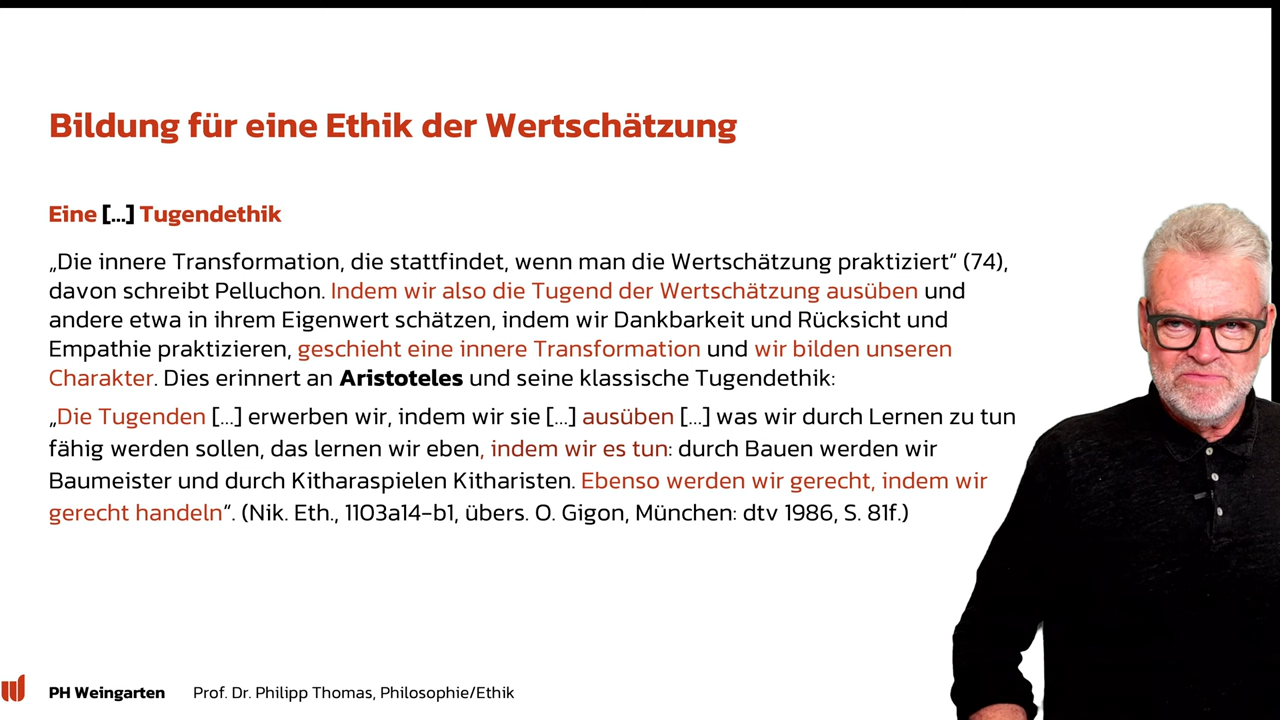 Bildung für eine Ethik der Wertschätzung
Eine [...] Tugendethik
„Die innere Transformation, die stattfindet, wenn man die Wertschätzung praktiziert“ (74),
davon schreibt Pelluchon. Indem wir also die Tugend der Wertschätzung ausüben und
andere etwa in ihrem Eigenwert schätzen, indem wir Dankbarkeit und Rücksicht und
Empathie praktizieren, geschieht eine innere Transformation und wir bilden unseren
Charakter. Dies erinnert an Aristoteles und seine klassische Tugendethik:
„Die Tugenden [...] erwerben wir, indem wir sie [...] ausüben [...] was wir durch Lernen zu tun
fähig werden sollen, das lernen wir eben, indem wir es tun: durch Bauen werden wir
Baumeister und durch Kitharaspielen Kitharisten. Ebenso werden wir gerecht, indem wir
gerecht handeln“. (Nik. Eth., 1103a14-b1, übers. O. Gigon, München: dtv 1986, S. 81f.)
PH Weingarten Prof. Dr. Philipp Thomas, Philosophie/Ethik